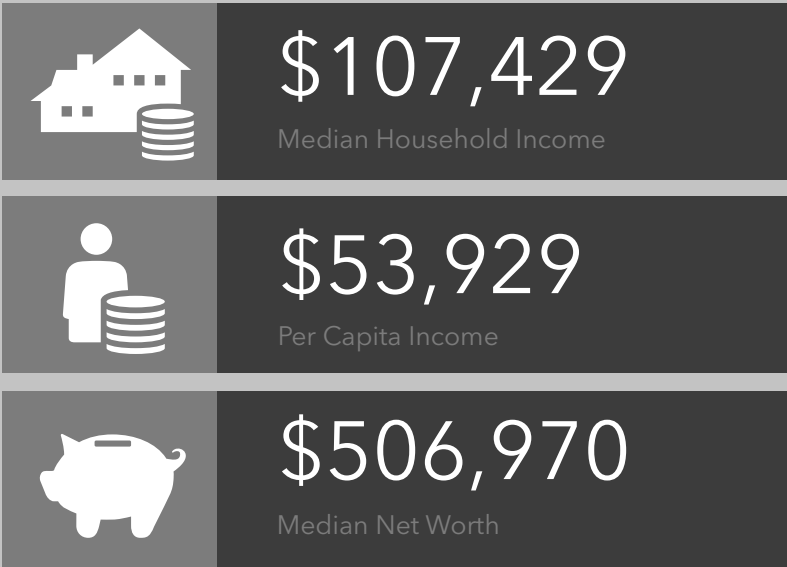 $107,429
Median Household Income
$53,929
Per Capita Income
$506,970
Median Net Worth